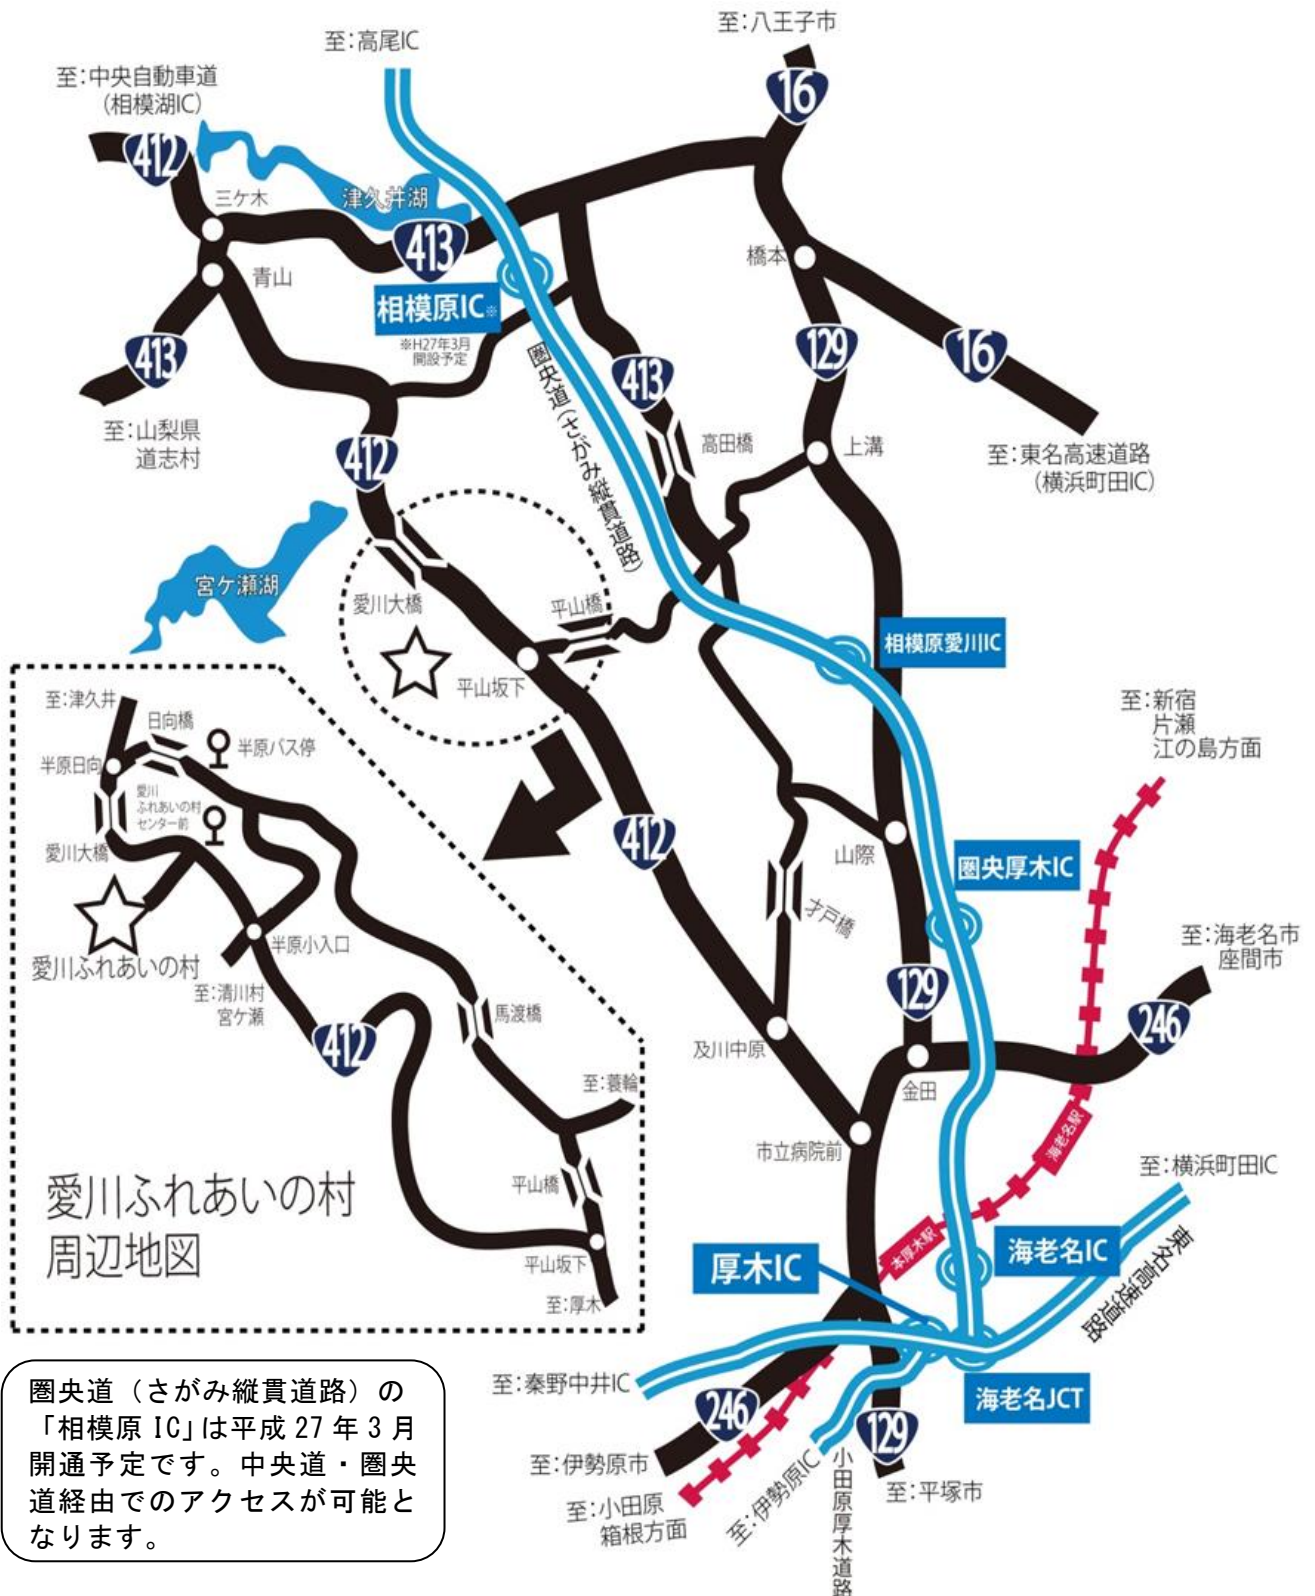 至:高尾IC
至:八王子市
16
至:中央自動車道
(相模湖IC)
412
三ケ木
津久井湖
413
青山
橋本
相模原IC※
※H27年3月
開設予定
413
129
16
413
圏央道(さがみ縦貫道路)
至:山梨県
道志村
412
高田橋
上溝
至:東名高速道路
(横浜町田IC)
宮ケ瀬湖
愛川大橋
平山橋
平山坂下
相模原愛川IC
至:新宿
片瀬
江の島方面
412
山際
圏央厚木IC
才戸橋
至:海老名市
座間市
129
246
及川中原
金田
市立病院前
海老名駅
至:横浜町田IC
本厚木駅
厚木IC
海老名IC
東名高速道路
至:秦野中井IC
海老名JCT
246
129
至:伊勢原市
至:小田原
箱根方面
至:伊勢原IC
小田原厚木道路
至:平塚市
至:津久井
日向橋
半原バス停
半原日向
愛川
ふれあいの村
センター前
愛川大橋
愛川ふれあいの村
半原小入口
至:清川村
宮ケ瀬
412
馬渡橋
至:蓑輪
平山橋
平山坂下
至:厚木
愛川ふれあいの村
周辺地図
圏央道(さがみ縦貫道路)の
「相模原 IC」は平成 27 年 3 月
開通予定です。中央道・圏央
道経由でのアクセスが可能と
なります。